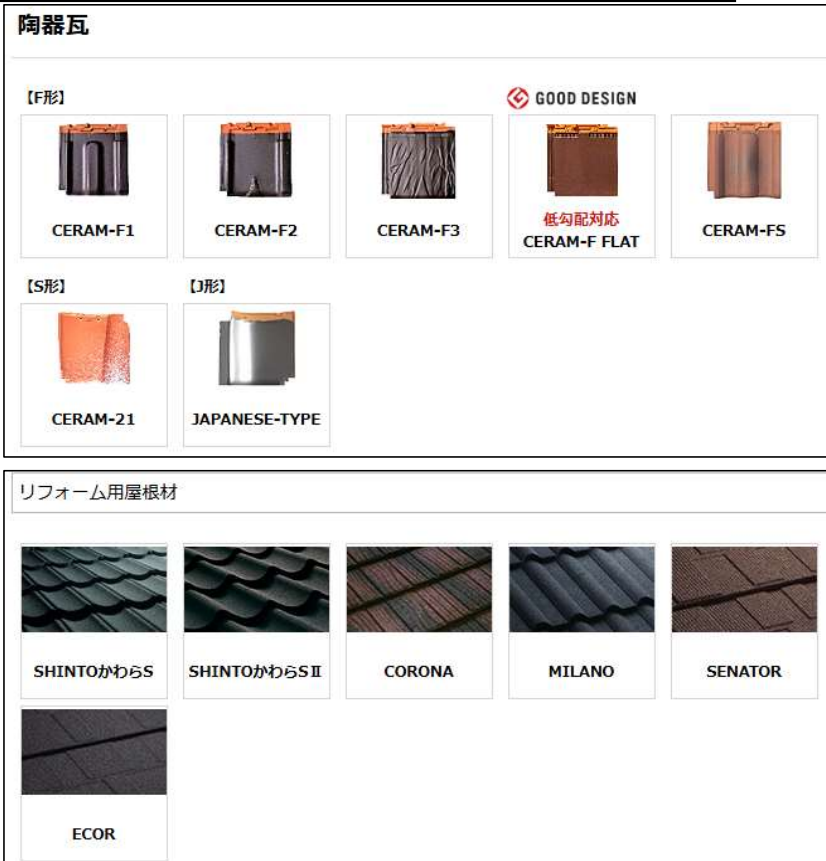 陶器瓦
【F形】
GOOD DESIGN
CERAM-F1
CERAM-F2
CERAM-F3
低勾配対応
CERAM-F FLAT
CERAM-FS
【S形】
【J形】
CERAM-21
JAPANESE-TYPE
リフォーム用屋根材
SHINTOかわらS
SHINTOかわらSⅡ
CORONA
MILANO
SENATOR
ECOR